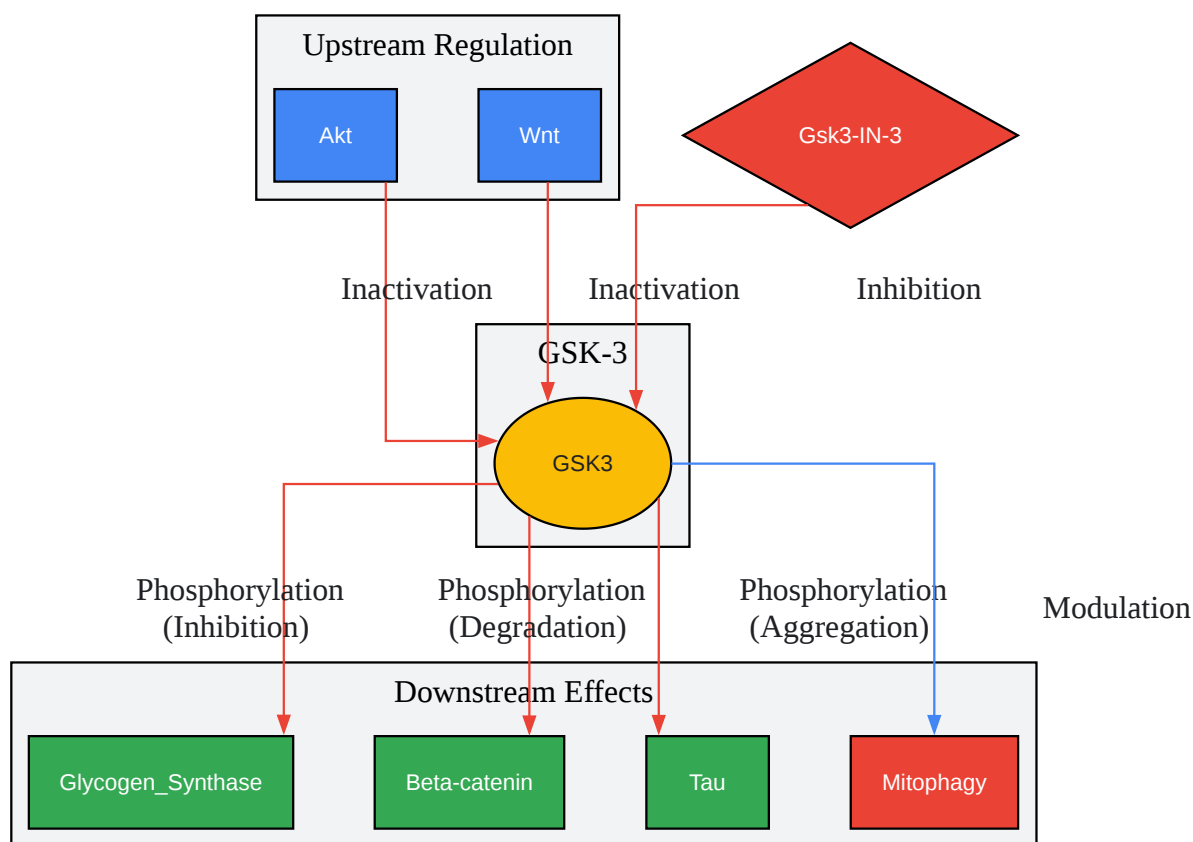 Upstream Regulation
Akt
Wnt
Gsk3-IN-3
Inactivation
Inactivation
Inhibition
GSK-3
GSK3
Phosphorylation
(Inhibition)
Phosphorylation
(Degradation)
Phosphorylation
(Aggregation)
Modulation
Downstream Effects
Glycogen_Synthase
Beta-catenin
Tau
Mitophagy